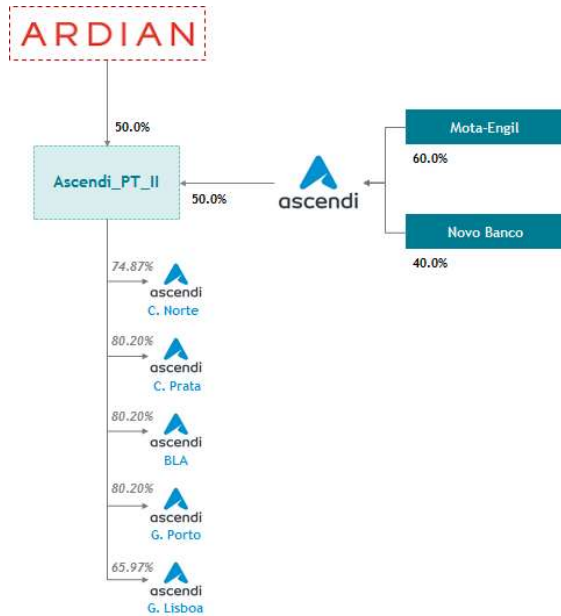 ARDIAN
50.0%
Mota-Engil
60.0%
Ascendi_PT_II
50.0%
ascendi
Novo Banco
40.0%
74.87%
ascendi
C. Norte
80.20%
ascendi
C. Prata
80.20%
ascendi
BLA
80.20%
ascendi
G. Porto
65.97%
ascendi
G. Lisboa